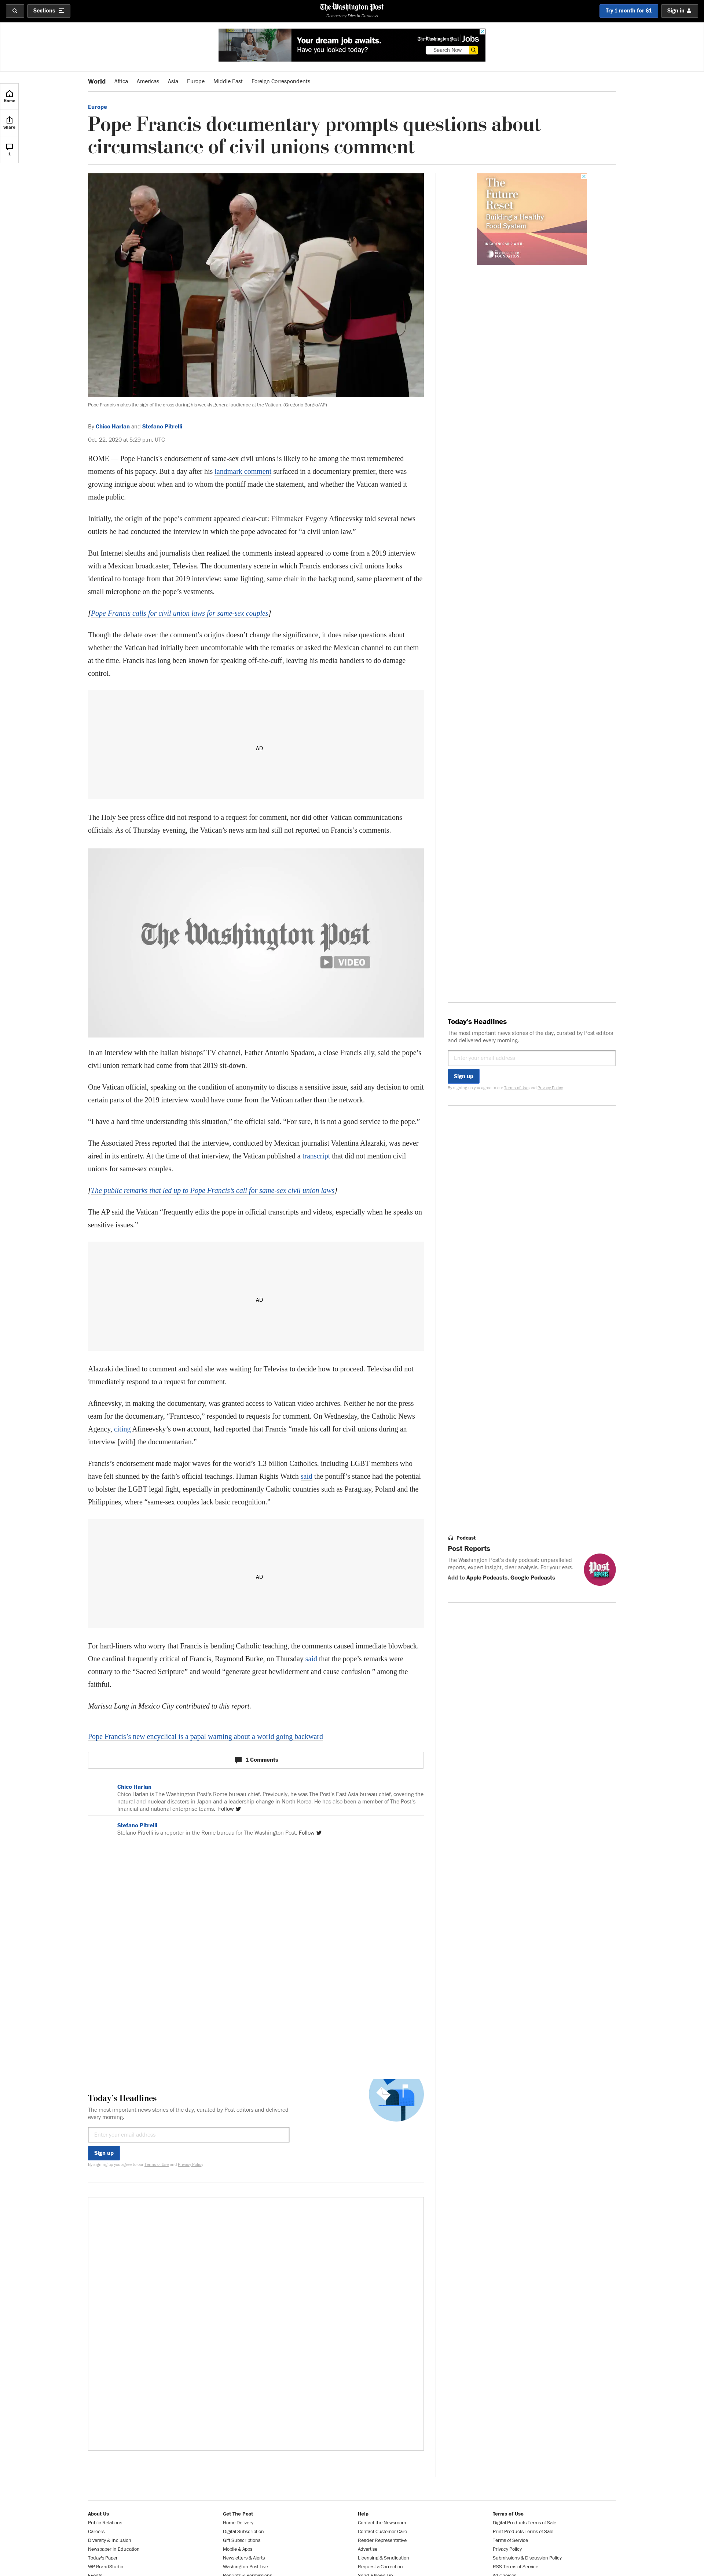 Sections
The Washington Post
Democracy Dies in Darkness
Try 1 month for $1
Sign in
Your dream job awaits.
Have you looked today?
The Washington Post Jobs
Search Now
World
Africa
Americas
Asia
Europe
Middle East
Foreign Correspondents
Home
Share
1
Europe
Pope Francis documentary prompts questions about
circumstance of civil unions comment
Pope Francis makes the sign of the cross during his weekly general audience at the Vatican. (Gregorio Borgia/AP)
By Chico Harlan and Stefano Pitrelli
Oct. 22, 2020 at 5:29 p.m. UTC
ROME — Pope Francis's endorsement of same-sex civil unions is likely to be among the most remembered
moments of his papacy. But a day after his landmark comment surfaced in a documentary premier, there was
growing intrigue about when and to whom the pontiff made the statement, and whether the Vatican wanted it
made public.
Initially, the origin of the pope’s comment appeared clear-cut: Filmmaker Evgeny Afineevsky told several news
outlets he had conducted the interview in which the pope advocated for “a civil union law.”
But Internet sleuths and journalists then realized the comments instead appeared to come from a 2019 interview
with a Mexican broadcaster, Televisa. The documentary scene in which Francis endorses civil unions looks
identical to footage from that 2019 interview: same lighting, same chair in the background, same placement of the
small microphone on the pope’s vestments.
[Pope Francis calls for civil union laws for same-sex couples]
Though the debate over the comment’s origins doesn’t change the significance, it does raise questions about
whether the Vatican had initially been uncomfortable with the remarks or asked the Mexican channel to cut them
at the time. Francis has long been known for speaking off-the-cuff, leaving his media handlers to do damage
control.
AD
The Holy See press office did not respond to a request for comment, nor did other Vatican communications
officials. As of Thursday evening, the Vatican’s news arm had still not reported on Francis’s comments.
The Washington Post
VIDEO
In an interview with the Italian bishops’ TV channel, Father Antonio Spadaro, a close Francis ally, said the pope’s
civil union remark had come from that 2019 sit-down.
One Vatican official, speaking on the condition of anonymity to discuss a sensitive issue, said any decision to omit
certain parts of the 2019 interview would have come from the Vatican rather than the network.
“I have a hard time understanding this situation,” the official said. “For sure, it is not a good service to the pope.”
The Associated Press reported that the interview, conducted by Mexican journalist Valentina Alazraki, was never
aired in its entirety. At the time of that interview, the Vatican published a transcript that did not mention civil
unions for same-sex couples.
[The public remarks that led up to Pope Francis’s call for same-sex civil union laws]
The AP said the Vatican “frequently edits the pope in official transcripts and videos, especially when he speaks on
sensitive issues.”
AD
Alazraki declined to comment and said she was waiting for Televisa to decide how to proceed. Televisa did not
immediately respond to a request for comment.
Afineevsky, in making the documentary, was granted access to Vatican video archives. Neither he nor the press
team for the documentary, “Francesco,” responded to requests for comment. On Wednesday, the Catholic News
Agency, citing Afineevsky’s own account, had reported that Francis “made his call for civil unions during an
interview [with] the documentarian.”
Francis’s endorsement made major waves for the world’s 1.3 billion Catholics, including LGBT members who
have felt shunned by the faith’s official teachings. Human Rights Watch said the pontiff’s stance had the potential
to bolster the LGBT legal fight, especially in predominantly Catholic countries such as Paraguay, Poland and the
Philippines, where “same-sex couples lack basic recognition.”
AD
For hard-liners who worry that Francis is bending Catholic teaching, the comments caused immediate blowback.
One cardinal frequently critical of Francis, Raymond Burke, on Thursday said that the pope’s remarks were
contrary to the “Sacred Scripture” and would “generate great bewilderment and cause confusion ” among the
faithful.
Marissa Lang in Mexico City contributed to this report.
Pope Francis’s new encyclical is a papal warning about a world going backward
1 Comments
Chico Harlan
Chico Harlan is The Washington Post's Rome bureau chief. Previously, he was The Post's East Asia bureau chief, covering the
natural and nuclear disasters in Japan and a leadership change in North Korea. He has also been a member of The Post's
financial and national enterprise teams. Follow
Stefano Pitrelli
Stefano Pitrelli is a reporter in the Rome bureau for The Washington Post. Follow
Today’s Headlines
The most important news stories of the day, curated by Post editors and delivered
every morning.
Enter your email address
Sign up
By signing up you agree to our Terms of Use and Privacy Policy
The
Future
Reset
Building a Healthy
Food System
IN PARTNERSHIP WITH
Today’s Headlines
The most important news stories of the day, curated by Post editors
and delivered every morning.
Enter your email address
Sign up
By signing up you agree to our Terms of Use and Privacy Policy
Podcast
Post Reports
The Washington Post's daily podcast: unparalleled
reports, expert insight, clear analysis. For your ears.
Add to Apple Podcasts, Google Podcasts
Post
REPORTS
About Us
Public Relations
Careers
Diversity & Inclusion
Newspaper in Education
Today's Paper
WP BrandStudio
Events
Get The Post
Home Delivery
Digital Subscription
Gift Subscriptions
Mobile & Apps
Newsletters & Alerts
Washington Post Live
Reprints & Permissions
Help
Contact the Newsroom
Contact Customer Care
Reader Representative
Advertise
Licensing & Syndication
Request a Correction
Send a News Tip
Terms of Use
Digital Products Terms of Sale
Print Products Terms of Sale
Terms of Service
Privacy Policy
Submissions & Discussion Policy
RSS Terms of Service
Ad Choices